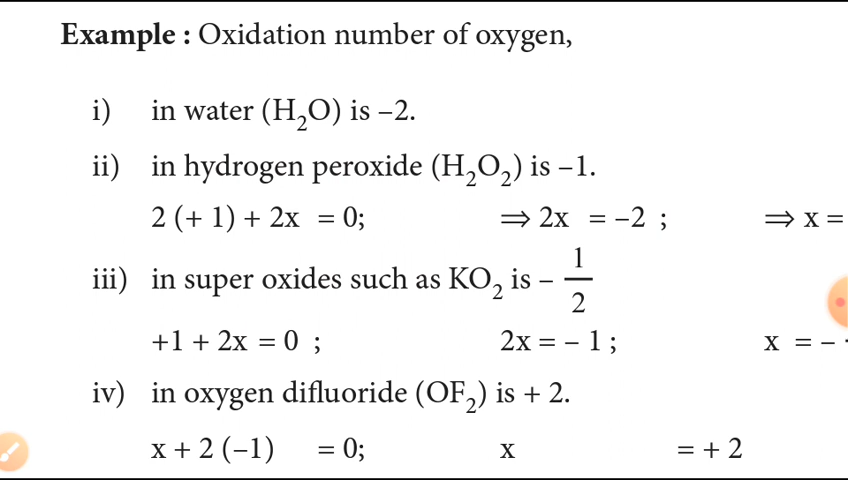 Example : Oxidation number of oxygen,
i) in water (H₂O) is –2.
ii) in hydrogen peroxide (H₂O₂) is –1.
2 (+ 1) + 2x = 0; ⇒ 2x = –2 ; ⇒ x =
iii) in super oxides such as KO₂ is – 1/2
+1 + 2x = 0 ; 2x = – 1 ; x = –
iv) in oxygen difluoride (OF₂) is + 2.
x + 2 (–1) = 0; x = + 2